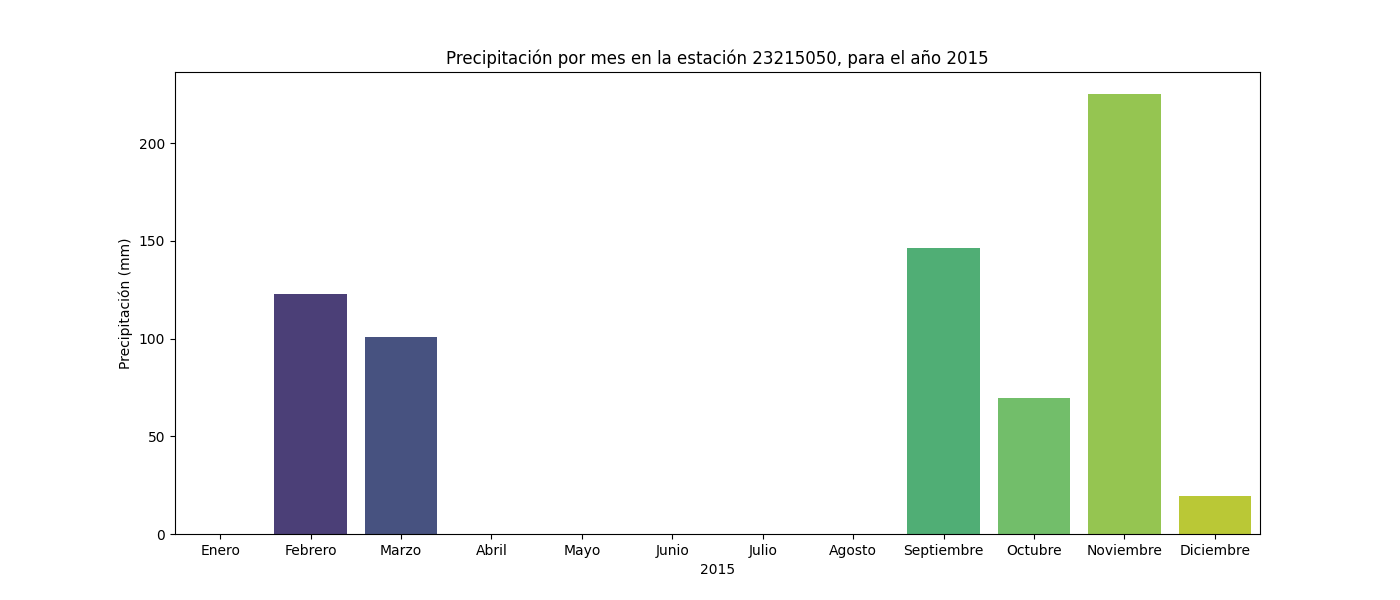 Precipitación por mes en la estación 23215050, para el año 2015
Precipitación (mm)
200
150
100
50
0
Enero Febrero Marzo Abril Mayo Junio Julio Agosto Septiembre Octubre Noviembre Diciembre
2015